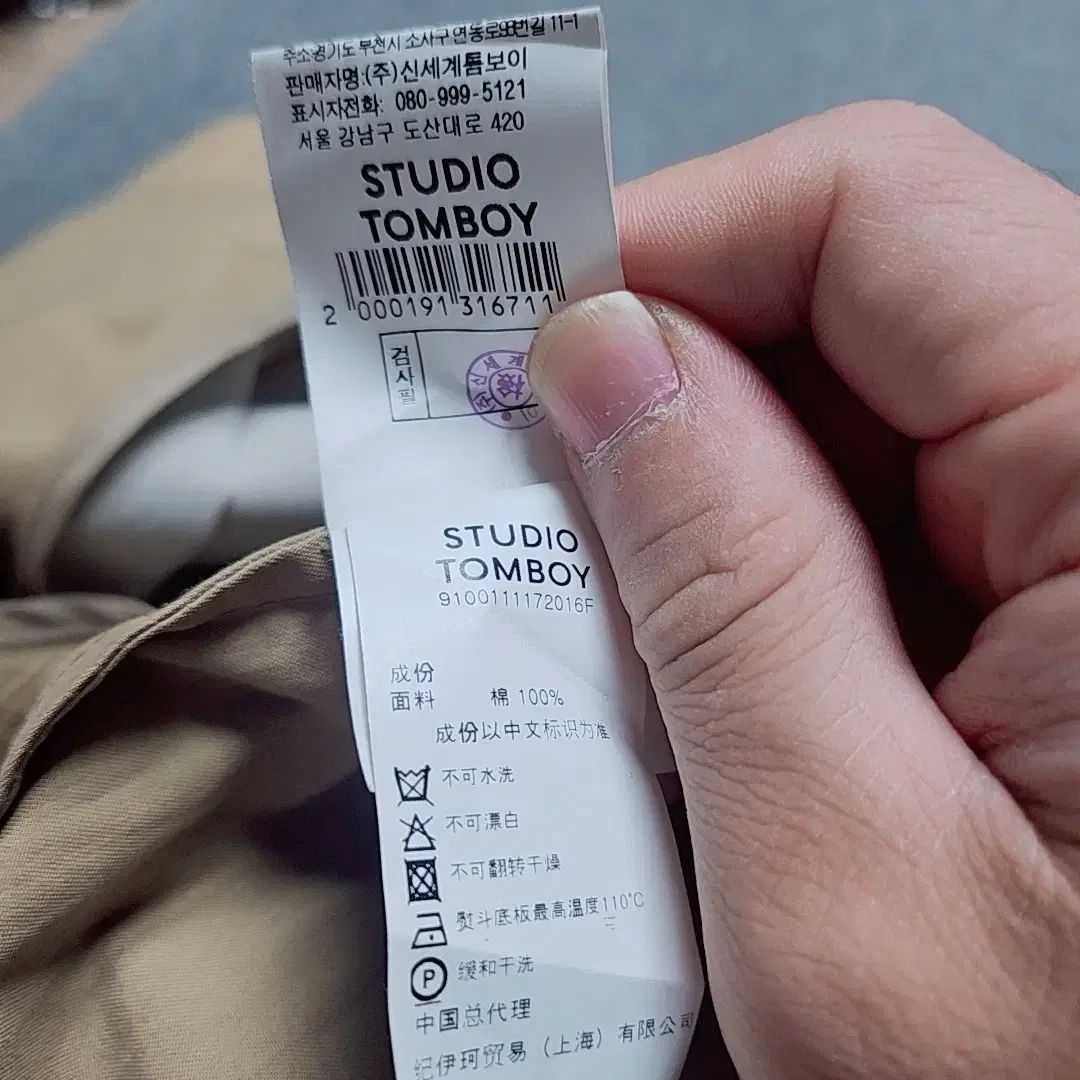 주소:경기도 부천시 소사구 연동로98번길 11-1
판매자명:(주)신세계톰보이
표시자전화: 080-999-5121
서울 강남구 도산대로 420
STUDIO
TOMBOY
2 000191 316711
검사필
신세계
STUDIO
TOMBOY
9100111172016F
成份
面料 棉 100%
成份以中文标识为准
不可水洗
不可漂白
不可翻转干燥
熨斗底板最高温度110°C
P 缓和干洗
中国总代理
纪伊珂贸易（上海）有限公司